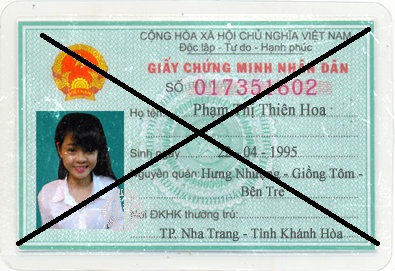 CỘNG HÒA XÃ HỘI CHỦ NGHĨA VIỆT NAM
Độc lập - Tự do - Hạnh phúc
GIẤY CHỨNG MINH NHÂN DÂN
SỐ 017351602
Họ tên: Phạm Thị Thiên Hoa
Sinh ngày - 04 - 1995
Nguyên quán: Hưng Nhượng - Giồng Tôm -
Bến Tre
Nơi ĐKHK thường trú:
TP. Nha Trang - Tỉnh Khánh Hòa